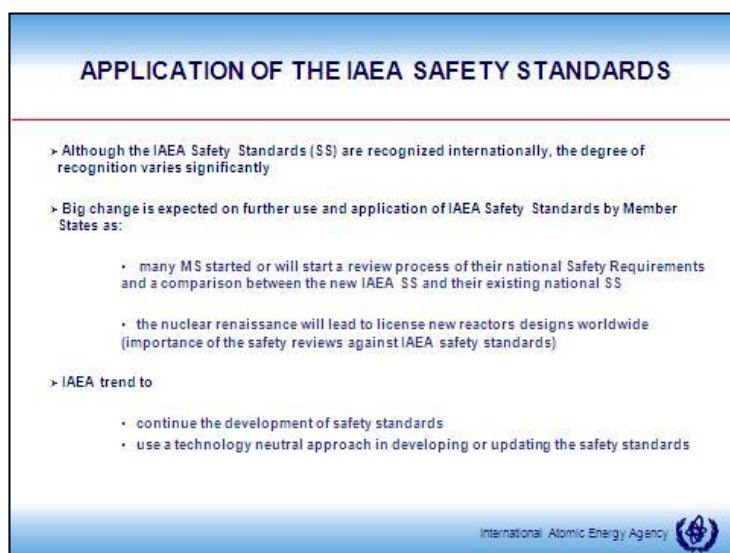 APPLICATION OF THE IAEA SAFETY STANDARDS
➢ Although the IAEA Safety Standards (SS) are recognized internationally, the degree of
recognition varies significantly
➢ Big change is expected on further use and application of IAEA Safety Standards by Member
States as:
• many MS started or will start a review process of their national Safety Requirements
and a comparison between the new IAEA SS and their existing national SS
• the nuclear renaissance will lead to license new reactors designs worldwide
(importance of the safety reviews against IAEA safety standards)
➢ IAEA trend to
• continue the development of safety standards
• use a technology neutral approach in developing or updating the safety standards
International Atomic Energy Agency